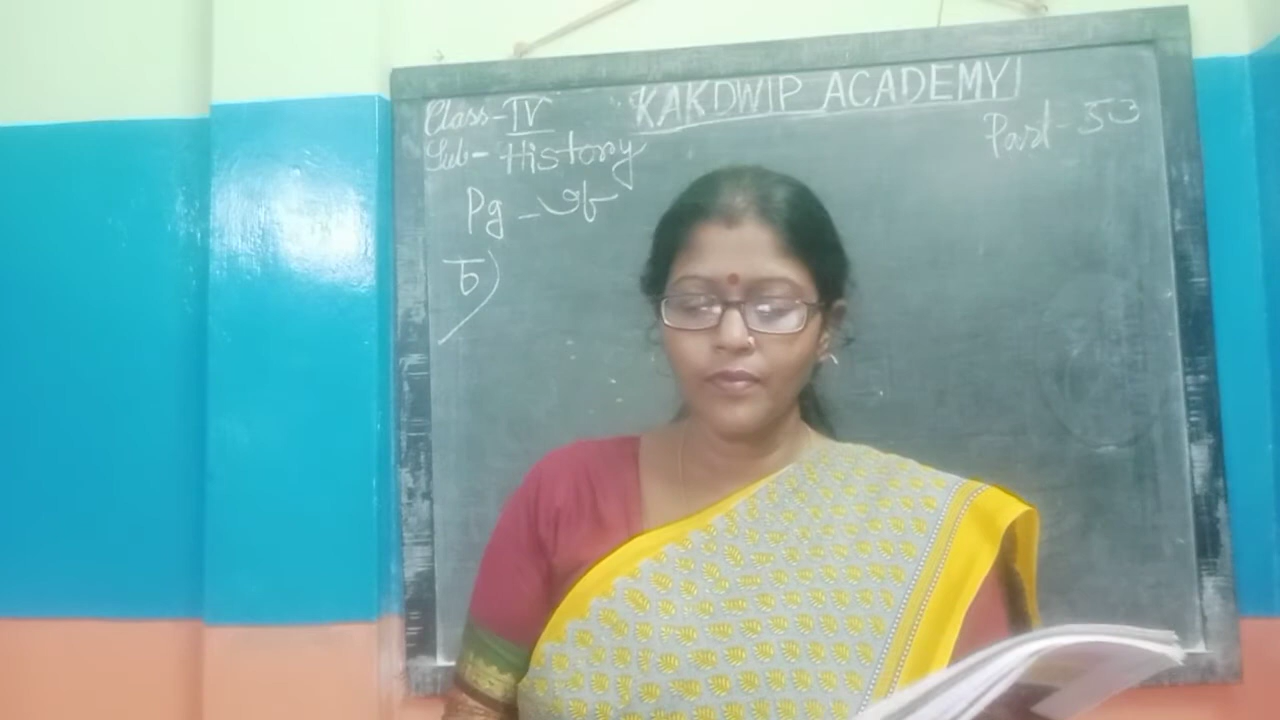 KAKDWIP ACADEMY
Class-IV
Part-53
Sub-History
Pg-৩৮
চ)